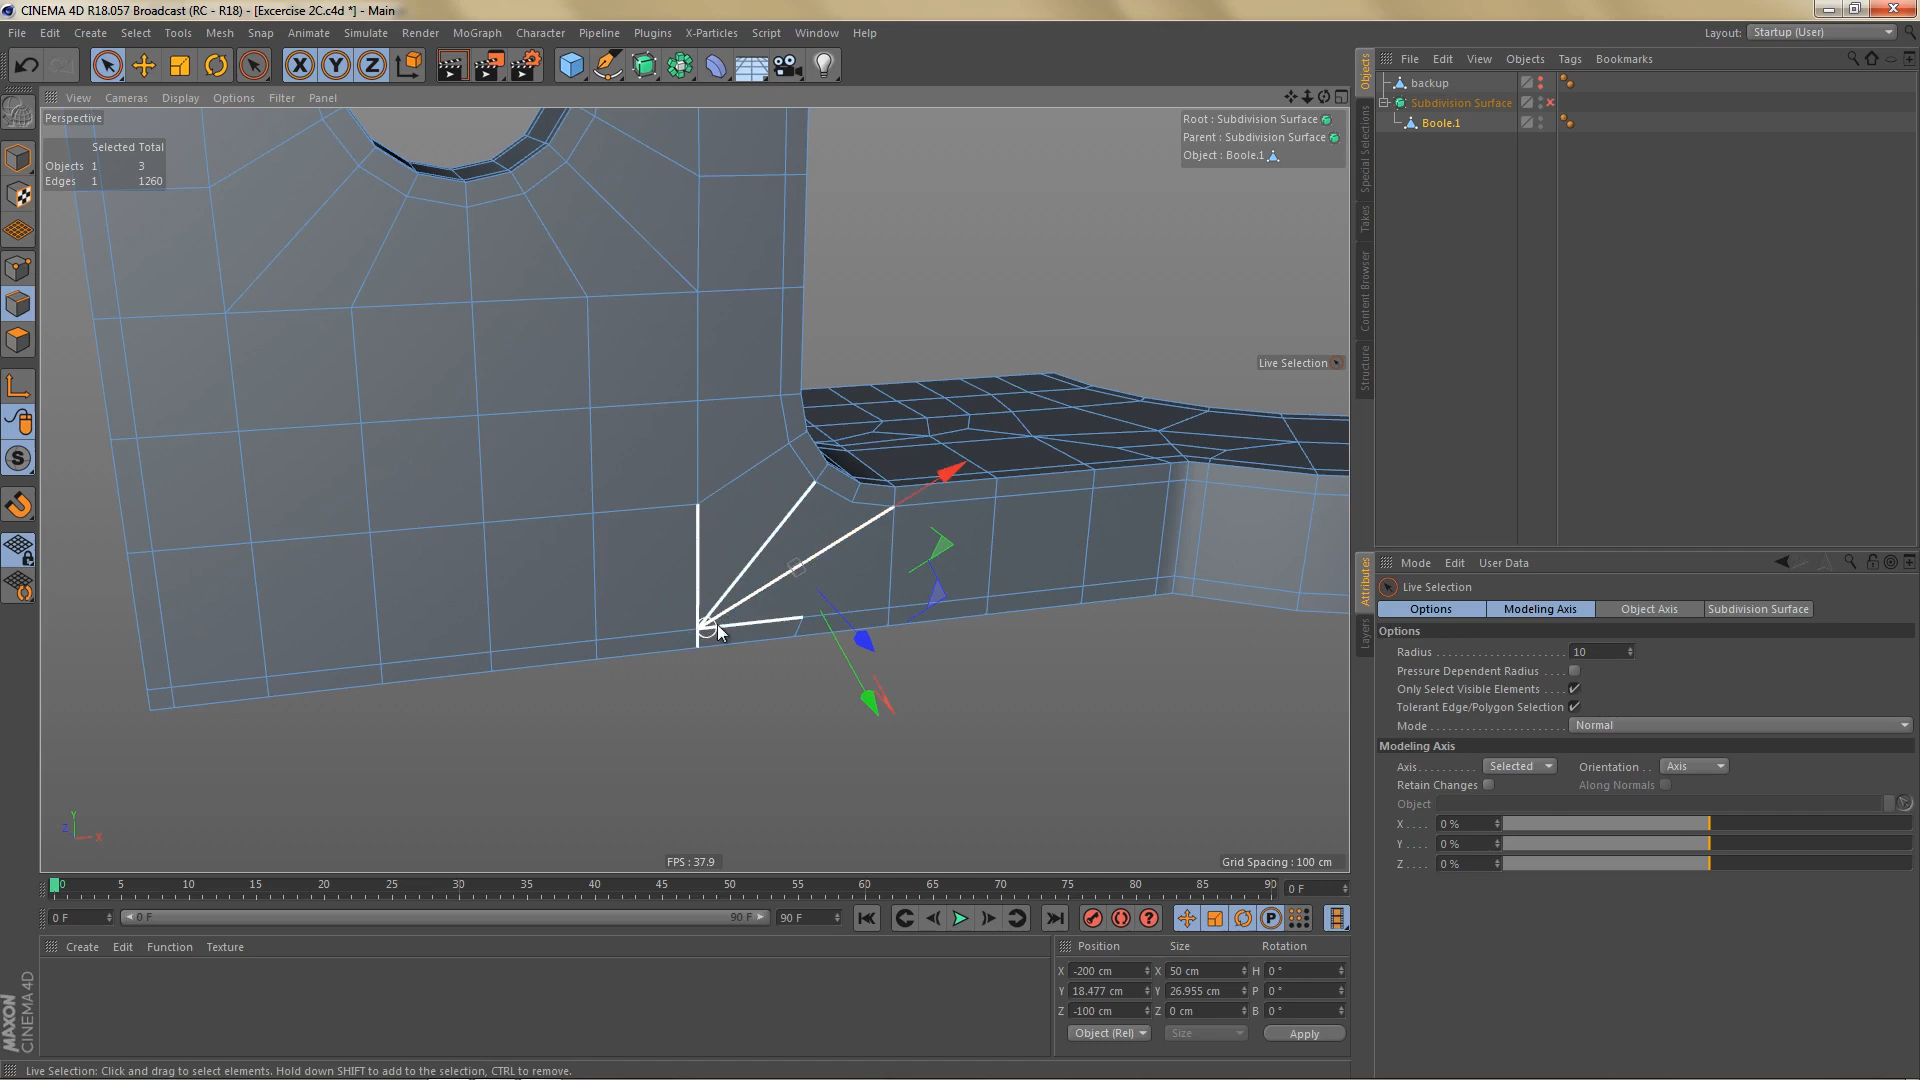 CINEMA 4D R18.057 Broadcast (RC - R18) - [Excercise 2C.c4d *] - Main
File Edit Create Select Tools Mesh Snap Animate Simulate Render MoGraph Character Pipeline Plugins X-Particles Script Window Help
Layout: Startup (User)
X Y Z
View Cameras Display Options Filter Panel
Perspective
Selected Total
Objects 1 3
Edges 1 1260
Root : Subdivision Surface
Parent : Subdivision Surface
Object : Boole.1
Live Selection
Y
Z X
FPS : 37.9
Grid Spacing : 100 cm
S
Objects
Special Selections
Takes
Content Browser
Structure
File Edit View Objects Tags Bookmarks
backup
Subdivision Surface
Boole.1
Attributes
Layers
Mode Edit User Data
Live Selection
Options Modeling Axis Object Axis Subdivision Surface
Options
Radius 10
Pressure Dependent Radius
Only Select Visible Elements
Tolerant Edge/Polygon Selection
Mode Normal
Modeling Axis
Axis Selected Orientation Axis
Retain Changes Along Normals
Object
X 0 %
Y 0 %
Z 0 %
0 5 10 15 20 25 30 35 40 45 50 55 60 65 70 75 80 85 90 0 F
0 F 0 F 90 F 90 F
P
Create Edit Function Texture
Position Size Rotation
X -200 cm X 50 cm H 0 °
Y 18.477 cm Y 26.955 cm P 0 °
Z -100 cm Z 0 cm B 0 °
Object (Rel) Size Apply
MAXON
CINEMA 4D
Live Selection: Click and drag to select elements. Hold down SHIFT to add to the selection, CTRL to remove.